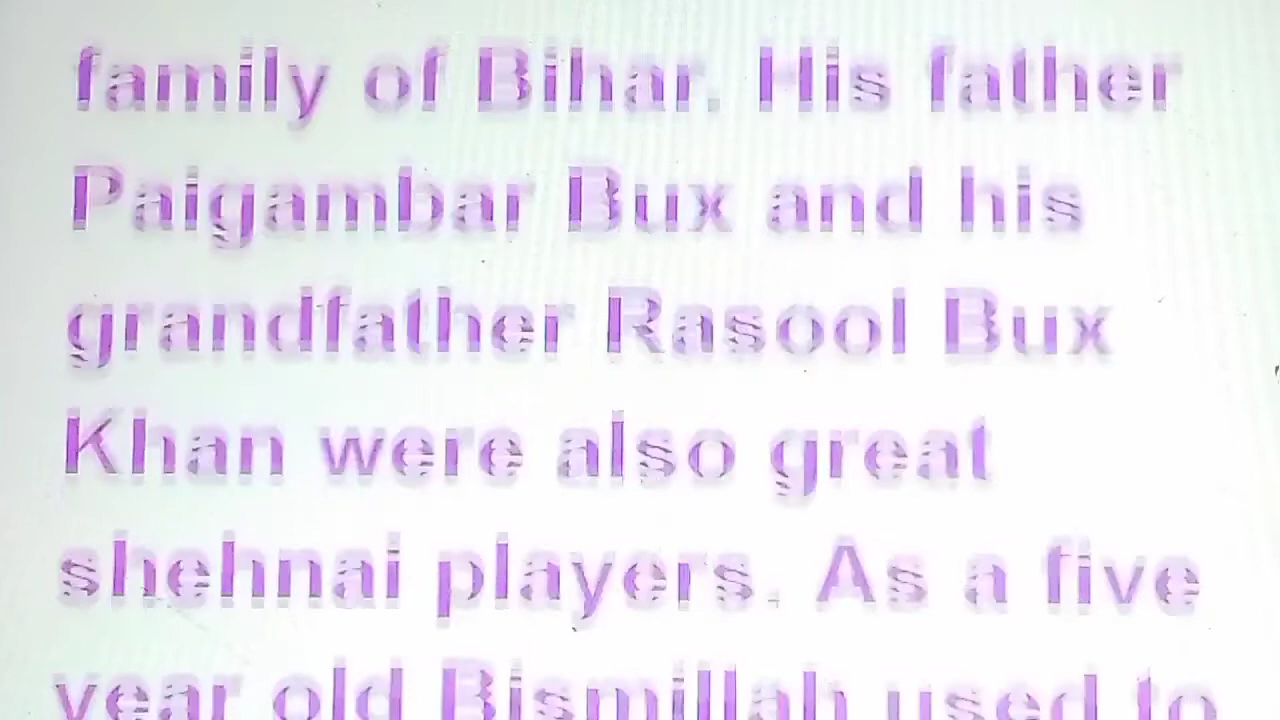 family of Bihar. His father
Paigambar Bux and his
grandfather Rasool Bux
Khan were also great
shehnai players. As a five
year old Bismillah used to